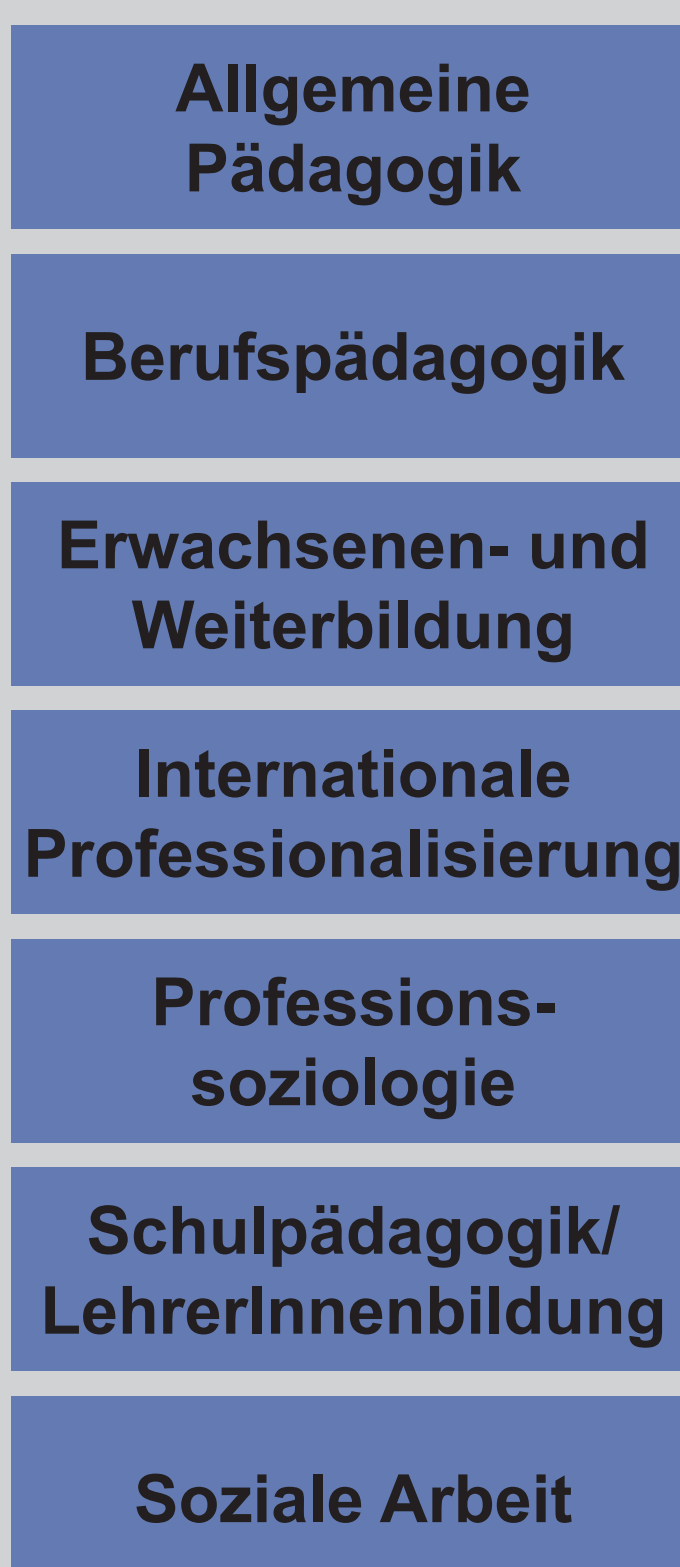 Allgemeine
Pädagogik
Berufspädagogik
Erwachsenen- und
Weiterbildung
Internationale
Professionalisierung
Professions-
soziologie
Schulpädagogik/
LehrerInnenbildung
Soziale Arbeit